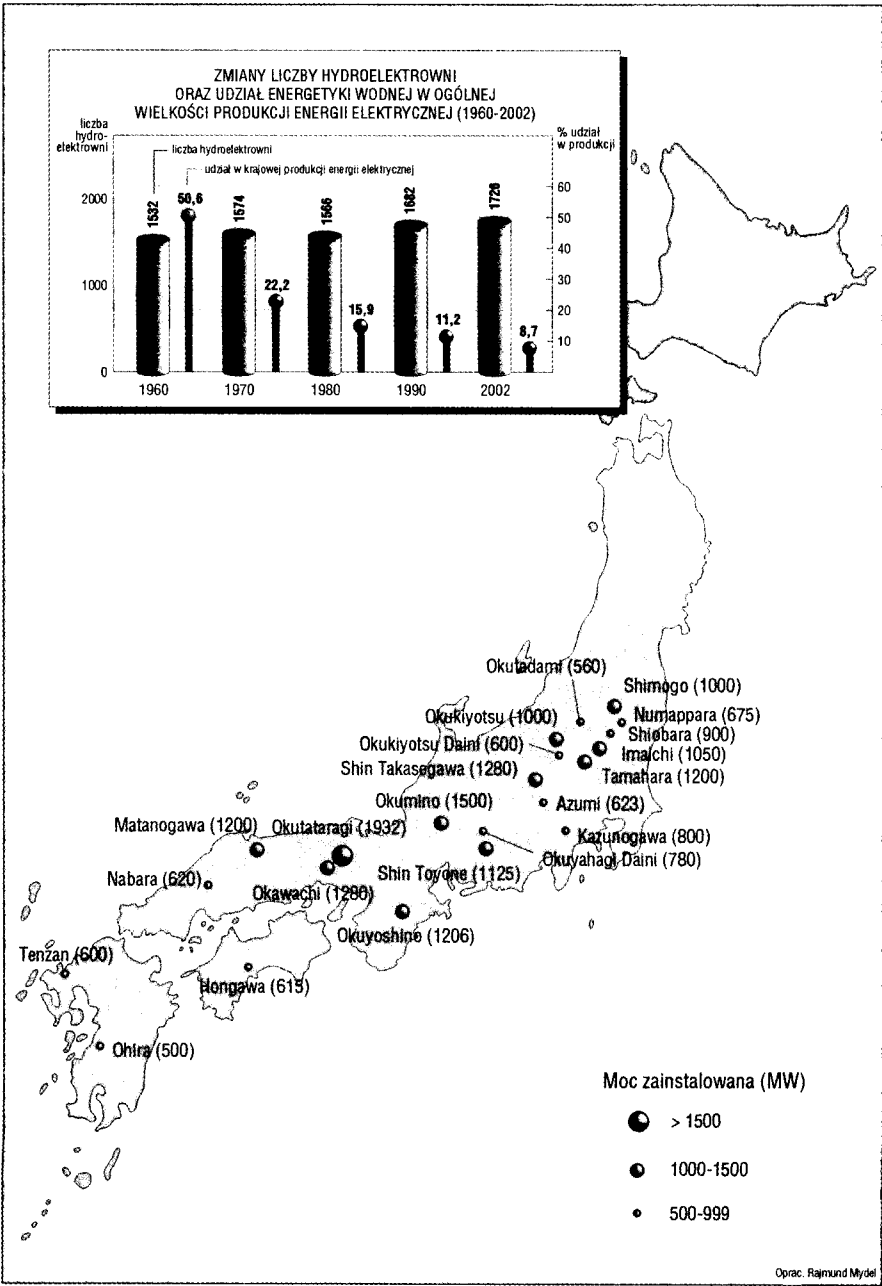 ZMIANY LICZBY HYDROELEKTROWNI
ORAZ UDZIAŁ ENERGETYKI WODNEJ W OGÓLNEJ
WIELKOŚCI PRODUKCJI ENERGII ELEKTRYCZNEJ (1960-2002)
liczba
hydro-
elektrowni
% udział
w produkcji
liczba hydroelektrowni
udział w krajowej produkcji energii elektrycznej
2000
1000
0
60
50
40
30
20
10
1532
50,6
1574
22,2
1566
15,9
1682
11,2
1726
8,7
1960
1970
1980
1990
2002
Okutadami (560)
Shimogo (1000)
Okukiyotsu (1000)
Numappara (675)
Shiobara (900)
Okukiyotsu Daini (600)
Imaichi (1050)
Shin Takasegawa (1280)
Tamahara (1200)
Okumino (1500)
Azumi (623)
Matanogawa (1200)
Okutataragi (1932)
Kazunogawa (800)
Okuyahagi Daini (780)
Nabara (620)
Shin Toyone (1125)
Okawachi (1280)
Okuyoshino (1206)
Tenzan (600)
Hongawa (615)
Ohira (500)
Moc zainstalowana (MW)
> 1500
1000-1500
500-999
Oprac. Rajmund Mydel